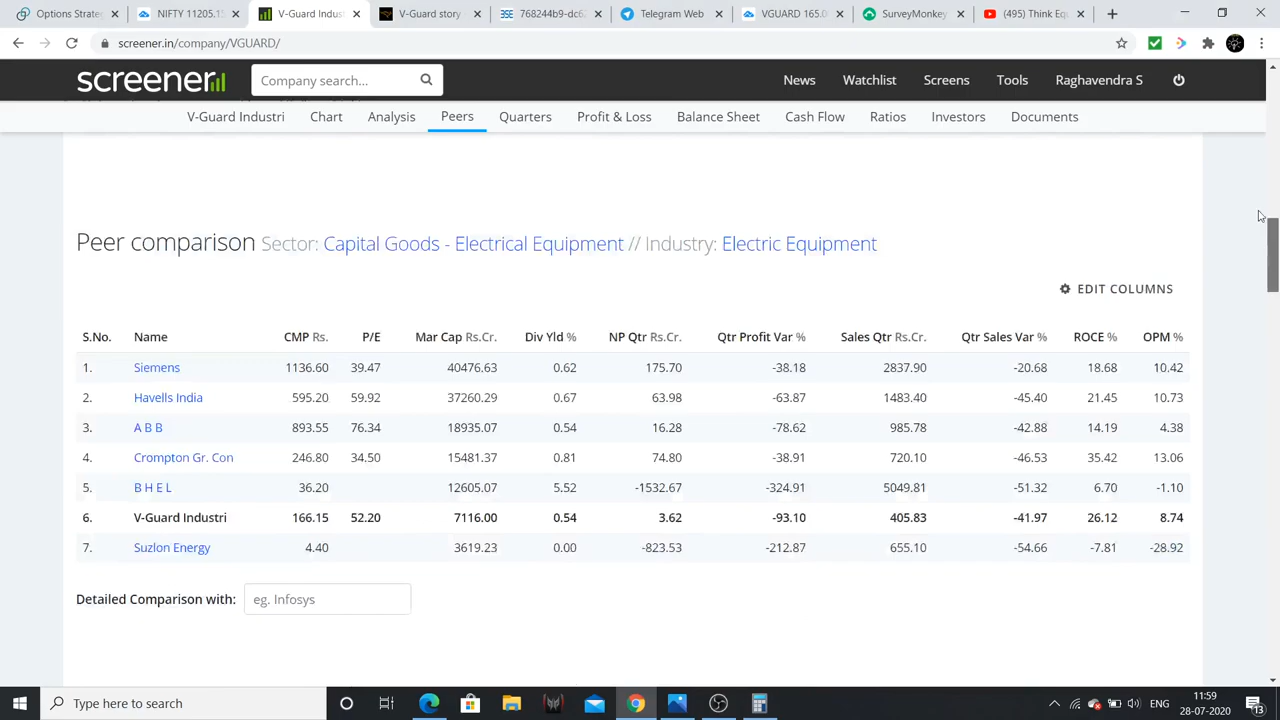 Options Strate
NIFTY 11205.15
V-Guard Indust
V-Guard story
768244b9-dc62
Telegram Web
VGUARD 16
SurveyMonkey
(495) Think Equ
screener.in/company/VGUARD/
screener
Company search...
News
Watchlist
Screens
Tools
Raghavendra S
V-Guard Industri
Chart
Analysis
Peers
Quarters
Profit & Loss
Balance Sheet
Cash Flow
Ratios
Investors
Documents
Peer comparison Sector: Capital Goods - Electrical Equipment // Industry: Electric Equipment
EDIT COLUMNS
S.No. Name CMP Rs. P/E Mar Cap Rs.Cr. Div Yld % NP Qtr Rs.Cr. Qtr Profit Var % Sales Qtr Rs.Cr. Qtr Sales Var % ROCE % OPM %
1. Siemens 1136.60 39.47 40476.63 0.62 175.70 -38.18 2837.90 -20.68 18.68 10.42
2. Havells India 595.20 59.92 37260.29 0.67 63.98 -63.87 1483.40 -45.40 21.45 10.73
3. A B B 893.55 76.34 18935.07 0.54 16.28 -78.62 985.78 -42.88 14.19 4.38
4. Crompton Gr. Con 246.80 34.50 15481.37 0.81 74.80 -38.91 720.10 -46.53 35.42 13.06
5. B H E L 36.20 12605.07 5.52 -1532.67 -324.91 5049.81 -51.32 6.70 -1.10
6. V-Guard Industri 166.15 52.20 7116.00 0.54 3.62 -93.10 405.83 -41.97 26.12 8.74
7. Suzlon Energy 4.40 3619.23 0.00 -823.53 -212.87 655.10 -54.66 -7.81 -28.92
Detailed Comparison with: eg. Infosys
Type here to search
ENG
11:59
28-07-2020
13